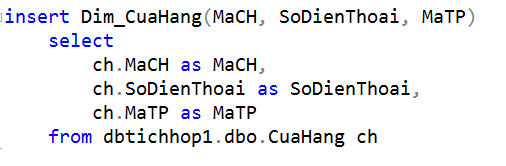 insert Dim_CuaHang(MaCH, SoDienThoai, MaTP)
select
ch.MaCH as MaCH,
ch.SoDienThoai as SoDienThoai,
ch.MaTP as MaTP
from dbtichhop1.dbo.CuaHang ch